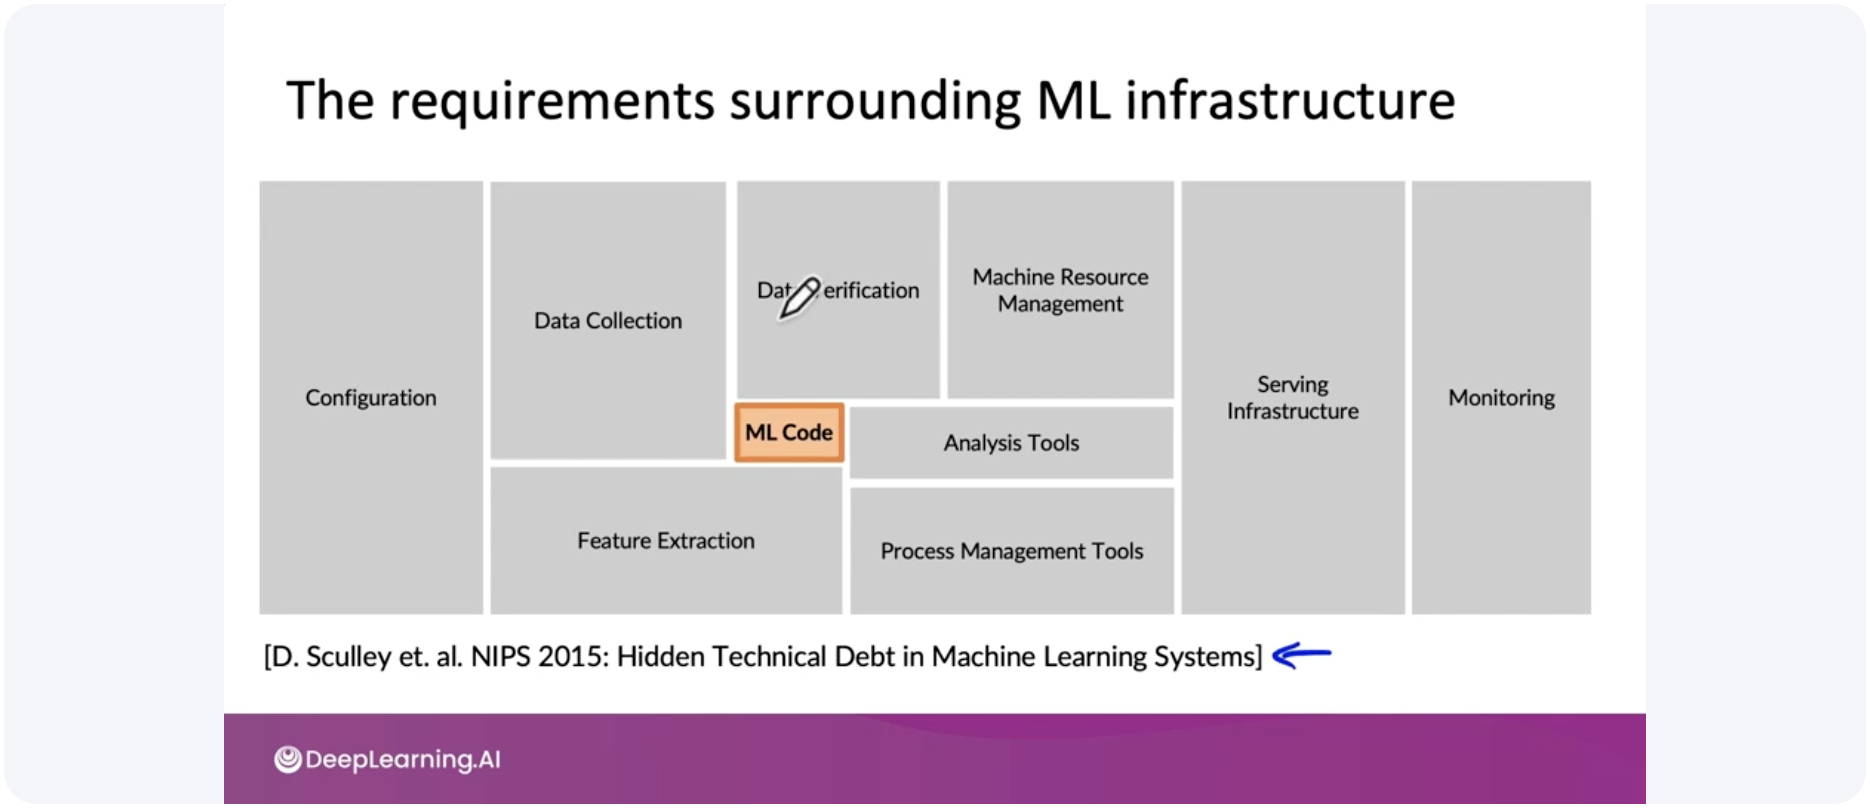 The requirements surrounding ML infrastructure
Configuration
Data Collection
Dat erification
Machine Resource
Management
ML Code
Analysis Tools
Feature Extraction
Process Management Tools
Serving
Infrastructure
Monitoring
[D. Sculley et. al. NIPS 2015: Hidden Technical Debt in Machine Learning Systems]
DeepLearning.AI